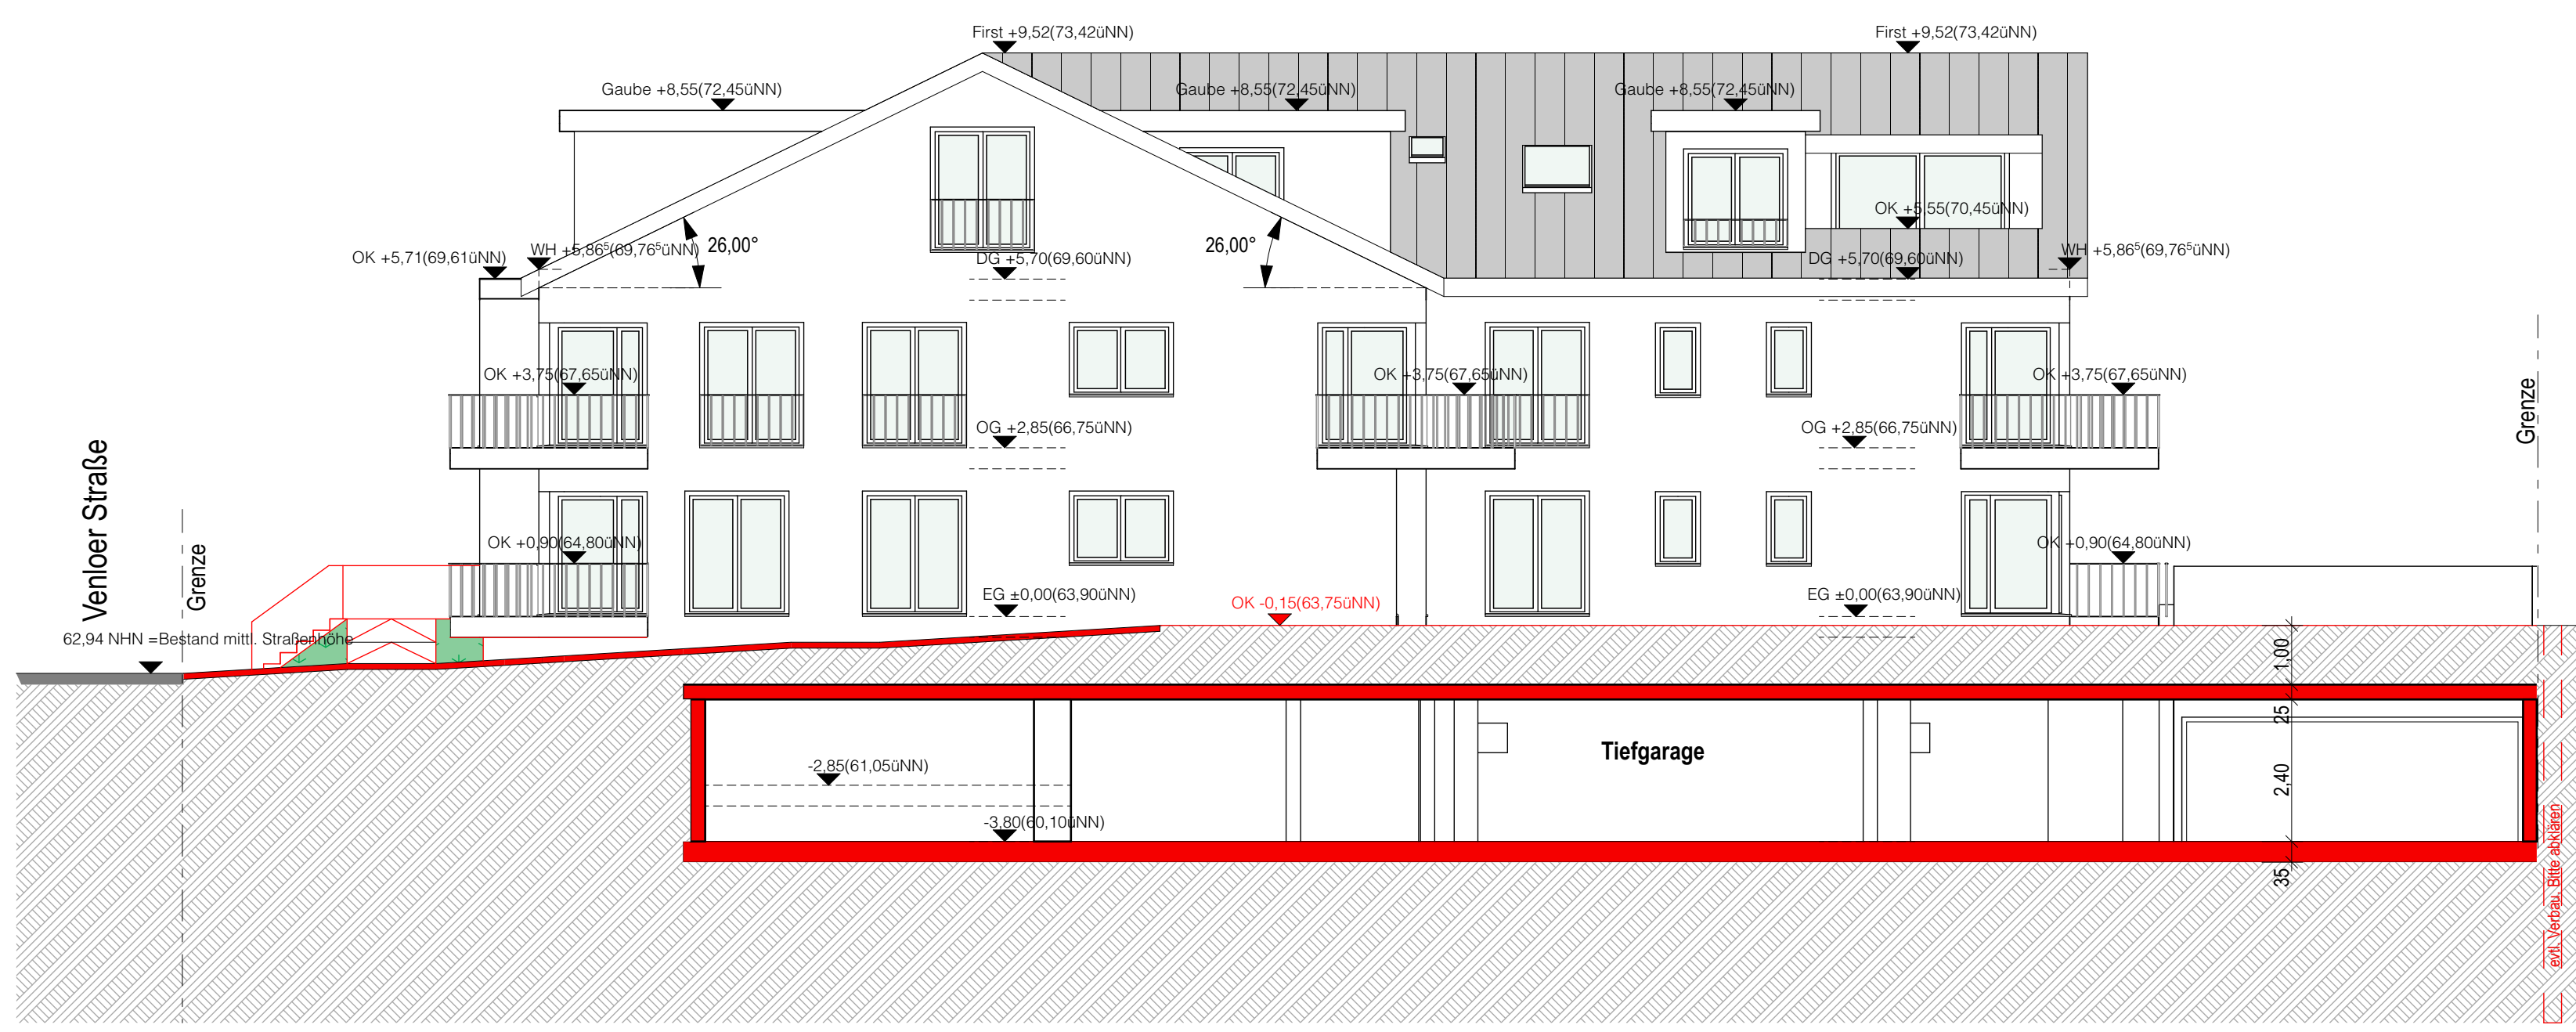 First +9,52(73,42üNN)
First +9,52(73,42üNN)
Gaube +8,55(72,45üNN)
Gaube +8,55(72,45üNN)
Gaube +8,55(72,45üNN)
OK +5,55(70,45üNN)
OK +5,71(69,61üNN)
WH +5,86⁵(69,76⁵üNN)
26,00°
26,00°
DG +5,70(69,60üNN)
DG +5,70(69,60üNN)
WH +5,86⁵(69,76⁵üNN)
OK +3,75(67,65üNN)
OK +3,75(67,65üNN)
OK +3,75(67,65üNN)
OG +2,85(66,75üNN)
OG +2,85(66,75üNN)
Grenze
Venloer Straße
Grenze
OK +0,90(64,80üNN)
OK +0,90(64,80üNN)
EG ±0,00(63,90üNN)
OK -0,15(63,75üNN)
EG ±0,00(63,90üNN)
62,94 NHN =Bestand mittl. Straßenhöhe
1,00
25
2,40
35
Tiefgarage
-2,85(61,05üNN)
-3,80(60,10üNN)
evtl. Verbau, Bitte abklären